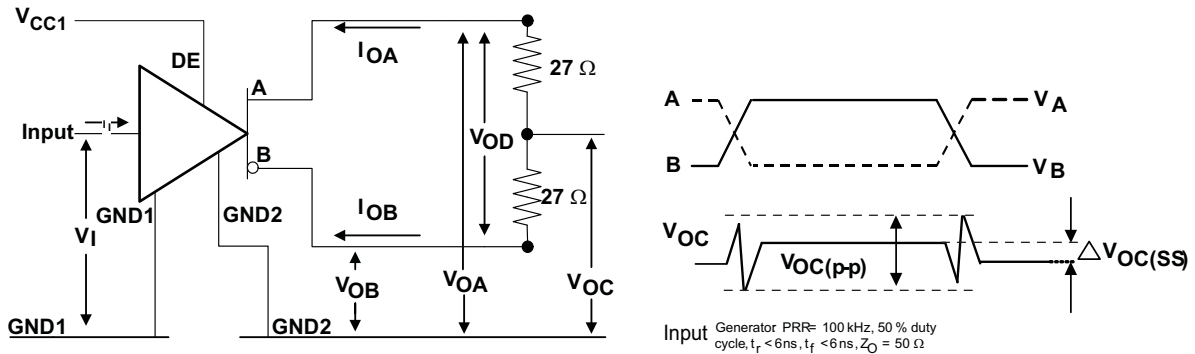 VCC1
DE
IOA
27 Ω
A
Input
II
B
VOD
27 Ω
GND1
GND2
IOB
VI
VOB
VOA
VOC
GND1
GND2
A
VA
B
VB
VOC
VOC(p-p)
△ VOC(SS)
Input Generator PRR= 100 kHz, 50 % duty
cycle, tr < 6ns, tf < 6ns, ZO = 50 Ω